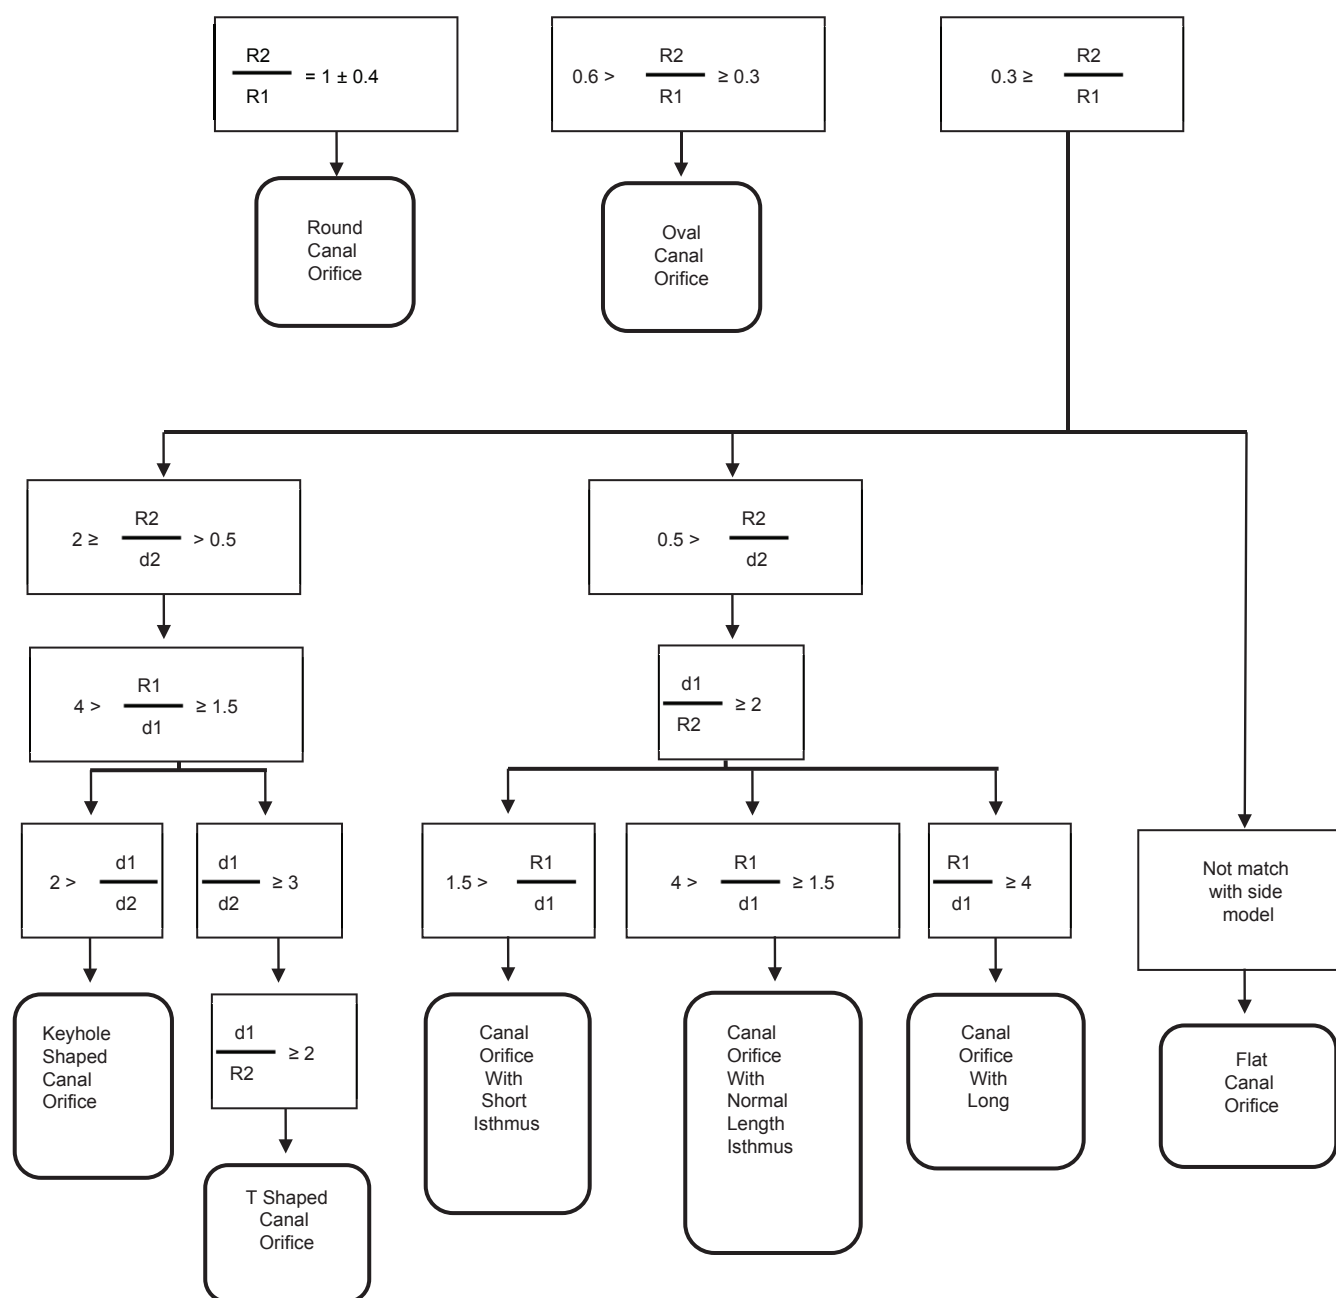 R2
= 1 ± 0.4
R1
R2
0.6 > ≥ 0.3
R1
R2
0.3 ≥
R1
Round
Canal
Orifice
Oval
Canal
Orifice
R2
2 ≥ > 0.5
d2
R2
0.5 >
d2
R1
4 > ≥ 1.5
d1
d1
≥ 2
R2
d1
2 >
d2
d1
≥ 3
d2
R1
1.5 >
d1
R1
4 > ≥ 1.5
d1
R1
≥ 4
d1
Not match
with side
model
Keyhole
Shaped
Canal
Orifice
d1
≥ 2
R2
T Shaped
Canal
Orifice
Canal
Orifice
With
Short
Isthmus
Canal
Orifice
With
Normal
Length
Isthmus
Canal
Orifice
With
Long
Flat
Canal
Orifice